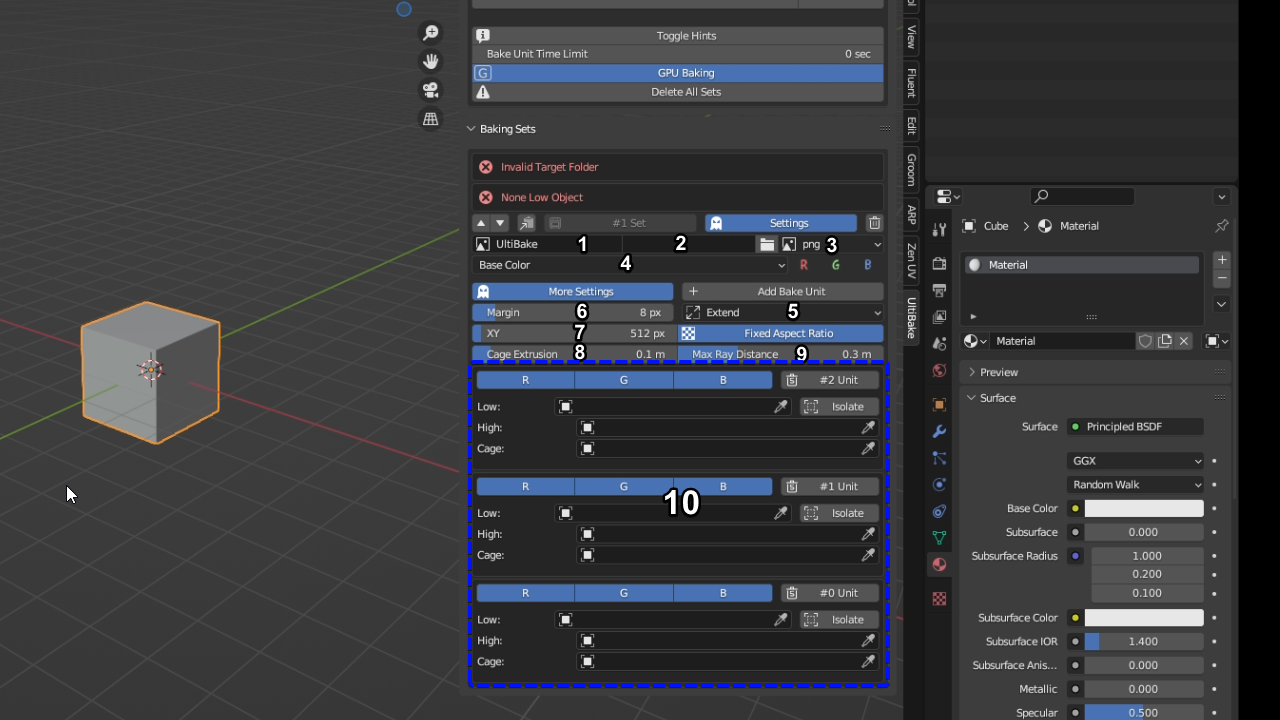 Toggle Hints
Bake Unit Time Limit 0 sec
G GPU Baking
Delete All Sets
Baking Sets
Invalid Target Folder
None Low Object
#1 Set Settings
UltiBake 1 2 png 3
Base Color 4 R G B
More Settings Add Bake Unit
Margin 6 8 px Extend 5
XY 7 512 px Fixed Aspect Ratio
Cage Extrusion 8 0.1 m Max Ray Distance 9 0.3 m
R G B #2 Unit
Low: Isolate
High:
Cage:
R G B #1 Unit
10
Low: Isolate
High:
Cage:
R G B #0 Unit
Low: Isolate
High:
Cage:
View
Fluent
Edit
Groom
ARP
Zen UV
UltiBake
Cube Material
Material
Material
Preview
Surface
Surface Principled BSDF
GGX
Random Walk
Base Color
Subsurface 0.000
Subsurface Radius 1.000
0.200
0.100
Subsurface Color
Subsurface IOR 1.400
Subsurface Anis... 0.000
Metallic 0.000
Specular 0.500